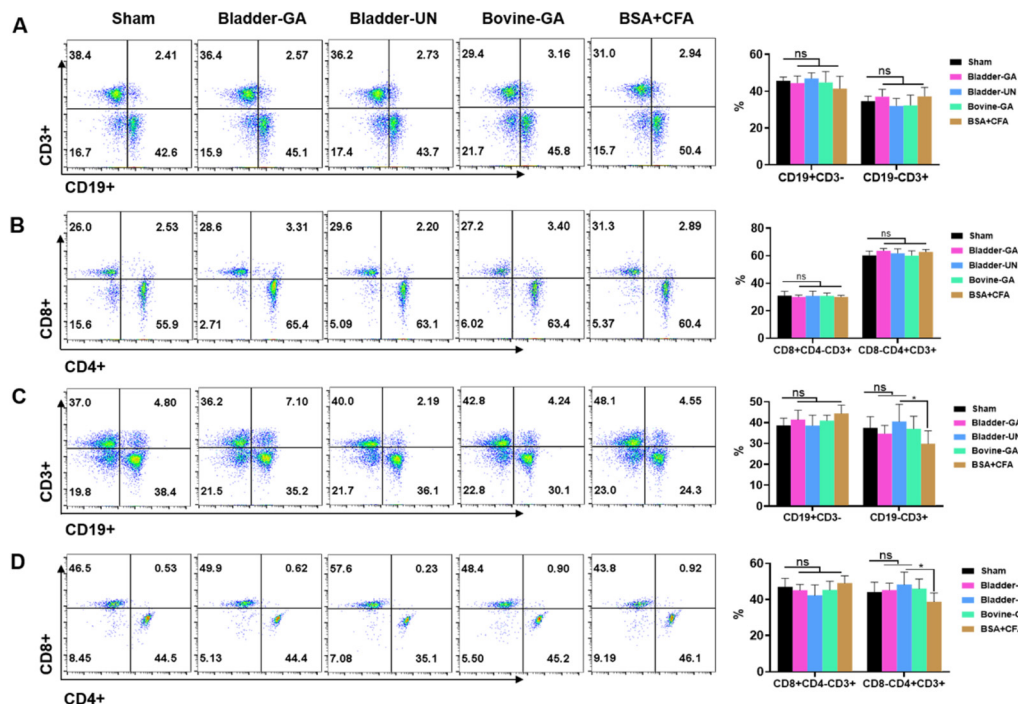 Sham Bladder-GA Bladder-UN Bovine-GA BSA+CFA
A
38.4 2.41 36.4 2.57 36.2 2.73 29.4 3.16 31.0 2.94
16.7 42.6 15.9 45.1 17.4 43.7 21.7 45.8 15.7 50.4
CD3+
CD19+
%
60
40
20
0
ns ns
CD19+CD3- CD19-CD3+
Sham
Bladder-GA
Bladder-UN
Bovine-GA
BSA+CFA
B
26.0 2.53 28.6 3.31 29.6 2.20 27.2 3.40 31.3 2.89
15.6 55.9 2.71 65.4 5.09 63.1 6.02 63.4 5.37 60.4
CD8+
CD4+
%
80
60
40
20
0
ns ns
CD8+CD4-CD3+ CD8-CD4+CD3+
Sham
Bladder-GA
Bladder-UN
Bovine-GA
BSA+CFA
C
37.0 4.80 36.2 7.10 40.0 2.19 42.8 4.24 48.1 4.55
19.8 38.4 21.5 35.2 21.7 36.1 22.8 30.1 23.0 24.3
CD3+
CD19+
%
50
40
30
20
10
0
ns ns *
CD19+CD3- CD19-CD3+
Sham
Bladder-GA
Bladder-UN
Bovine-GA
BSA+CFA
D
46.5 0.53 49.9 0.62 57.6 0.23 48.4 0.90 43.8 0.92
8.45 44.5 5.13 44.4 7.08 35.1 5.50 45.2 9.19 46.1
CD8+
CD4+
%
60
40
20
0
ns ns *
CD8+CD4-CD3+ CD8-CD4+CD3+
Sham
Bladder-
Bladder-
Bovine-G
BSA+CFA